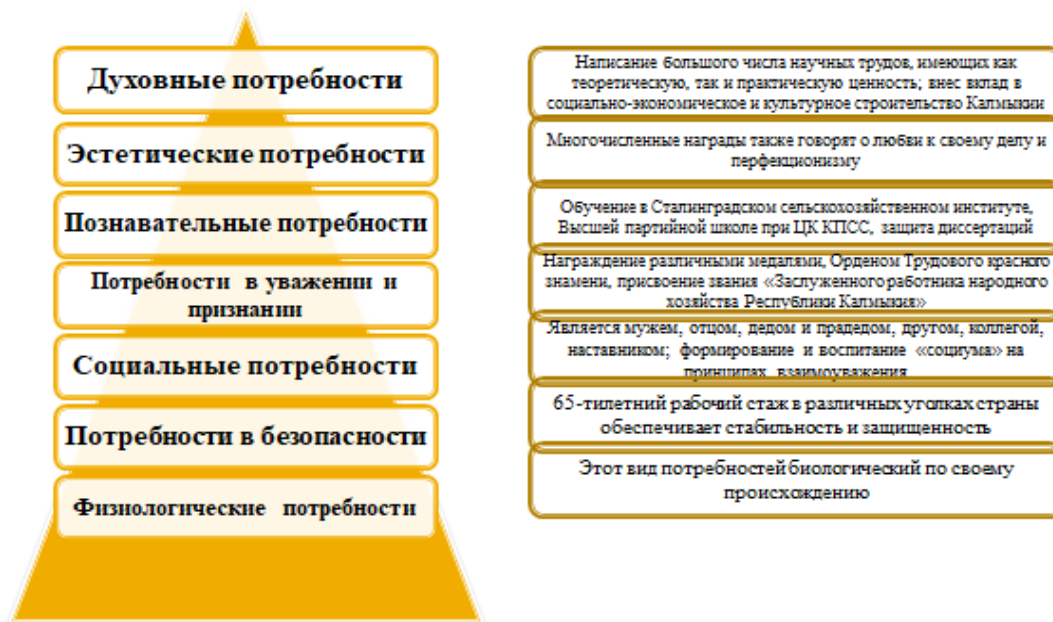 Духовные потребности
Написание большого числа научных трудов, имеющих как
теоретическую, так и практическую ценность; внес вклад в
социально-экономическое и культурное строительство Калмыкии
Эстетические потребности
Многочисленные награды также говорят о любви к своему делу и
перфекционизму
Познавательные потребности
Обучение в Сталинградском сельскохозяйственном институте,
Высшей партийной школе при ЦК КПСС, защита диссертаций
Потребности в уважении и
признании
Награждение различными медалями, Орденом Трудового красного
знамени, присвоение звания «Заслуженного работника народного
хозяйства Республики Калмыкия»
Социальные потребности
Является мужем, отцом, дедом и прадедом, другом, коллегой,
наставником; формирование и воспитание «социума» на
принципах взаимоуважения
Потребности в безопасности
65-тилетний рабочий стаж в различных уголках страны
обеспечивает стабильность и защищенность
Физиологические потребности
Этот вид потребностей биологический по своему
происхождению